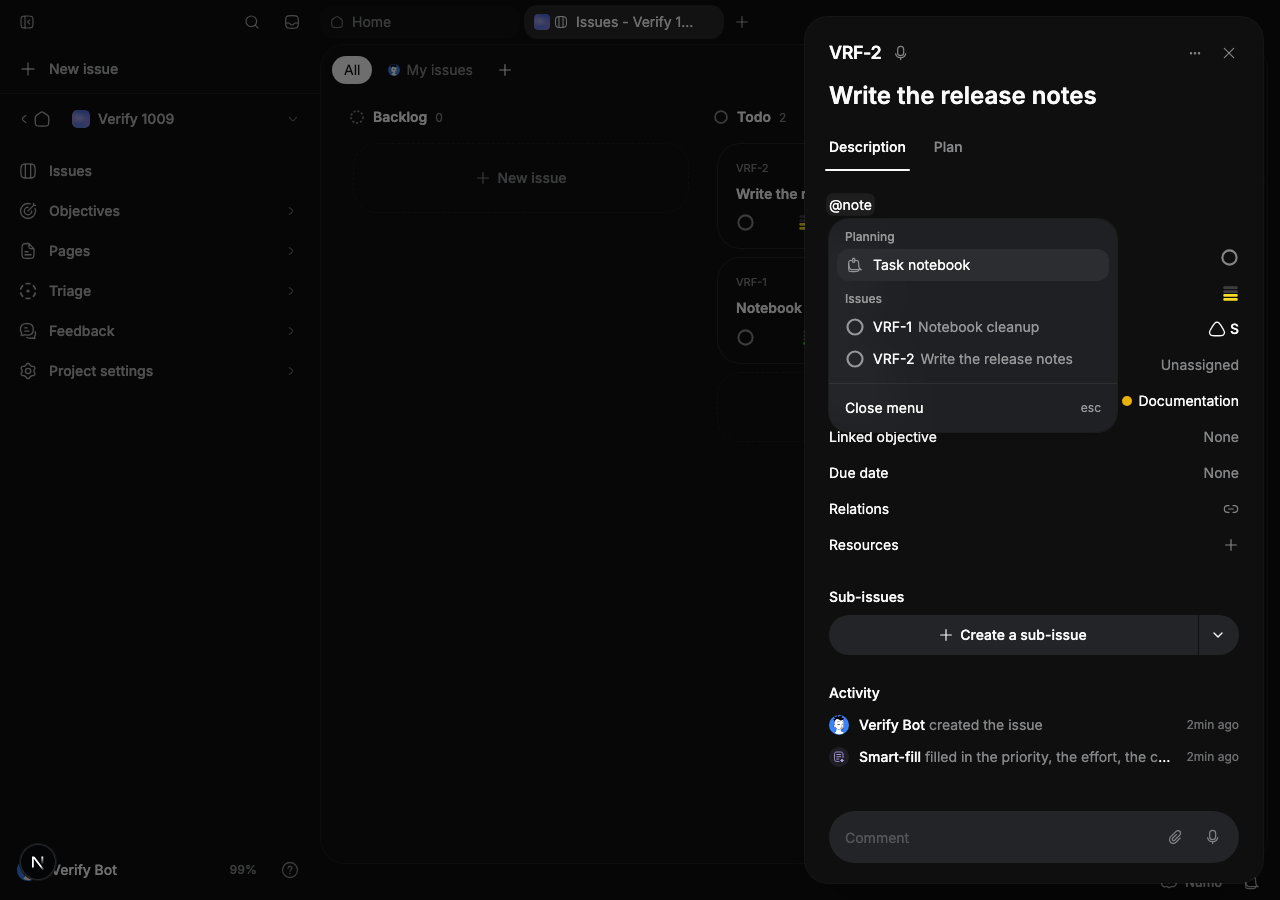 Home
Issues - Verify 1...
New issue
Verify 1009
Issues
Objectives
Pages
Triage
Feedback
Project settings
Verify Bot
99%
All
My issues
Backlog 0
New issue
Todo 2
VRF-2
Write the r
VRF-1
Notebook
VRF-2
Write the release notes
Description
Plan
@note
Planning
Task notebook
Issues
VRF-1 Notebook cleanup
VRF-2 Write the release notes
Close menu esc
S
Unassigned
Documentation
Linked objective None
Due date None
Relations
Resources
Sub-issues
Create a sub-issue
Activity
Verify Bot created the issue 2min ago
Smart-fill filled in the priority, the effort, the c... 2min ago
Comment
Numo
N